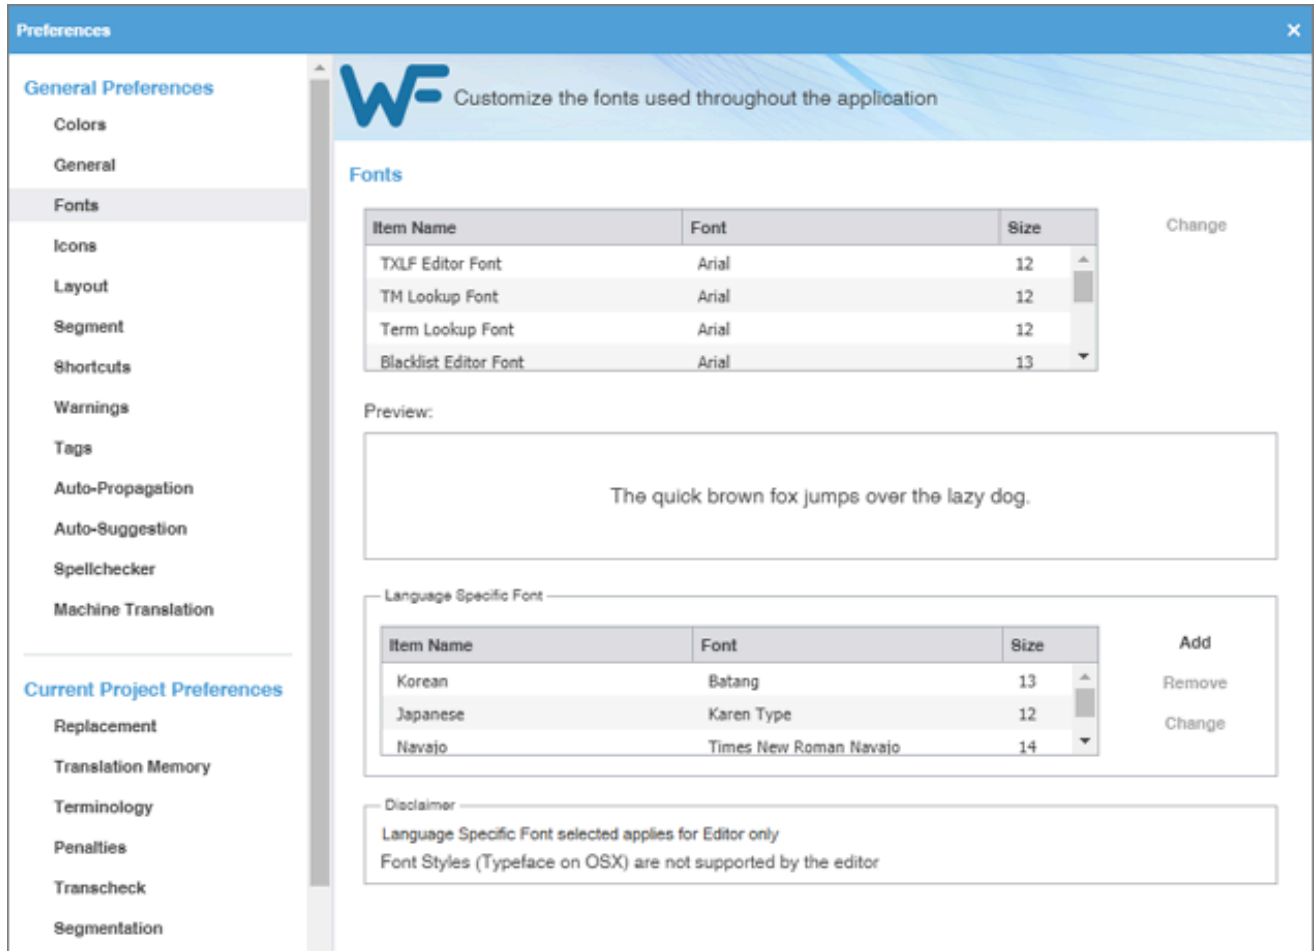 Preferences
General Preferences
Colors
General
Fonts
Icons
Layout
Segment
Shortcuts
Warnings
Tags
Auto-Propagation
Auto-Suggestion
Spellchecker
Machine Translation
Current Project Preferences
Replacement
Translation Memory
Terminology
Penalties
Transcheck
Segmentation
WF Customize the fonts used throughout the application
Fonts
Item Name Font Size Change
TXLF Editor Font Arial 12
TM Lookup Font Arial 12
Term Lookup Font Arial 12
Blacklist Editor Font Arial 13
Preview:
The quick brown fox jumps over the lazy dog.
Language Specific Font
Item Name Font Size Add
Korean Batang 13 Remove
Japanese Karen Type 12 Change
Navajo Times New Roman Navajo 14
Disclaimer
Language Specific Font selected applies for Editor only
Font Styles (Typeface on OSX) are not supported by the editor